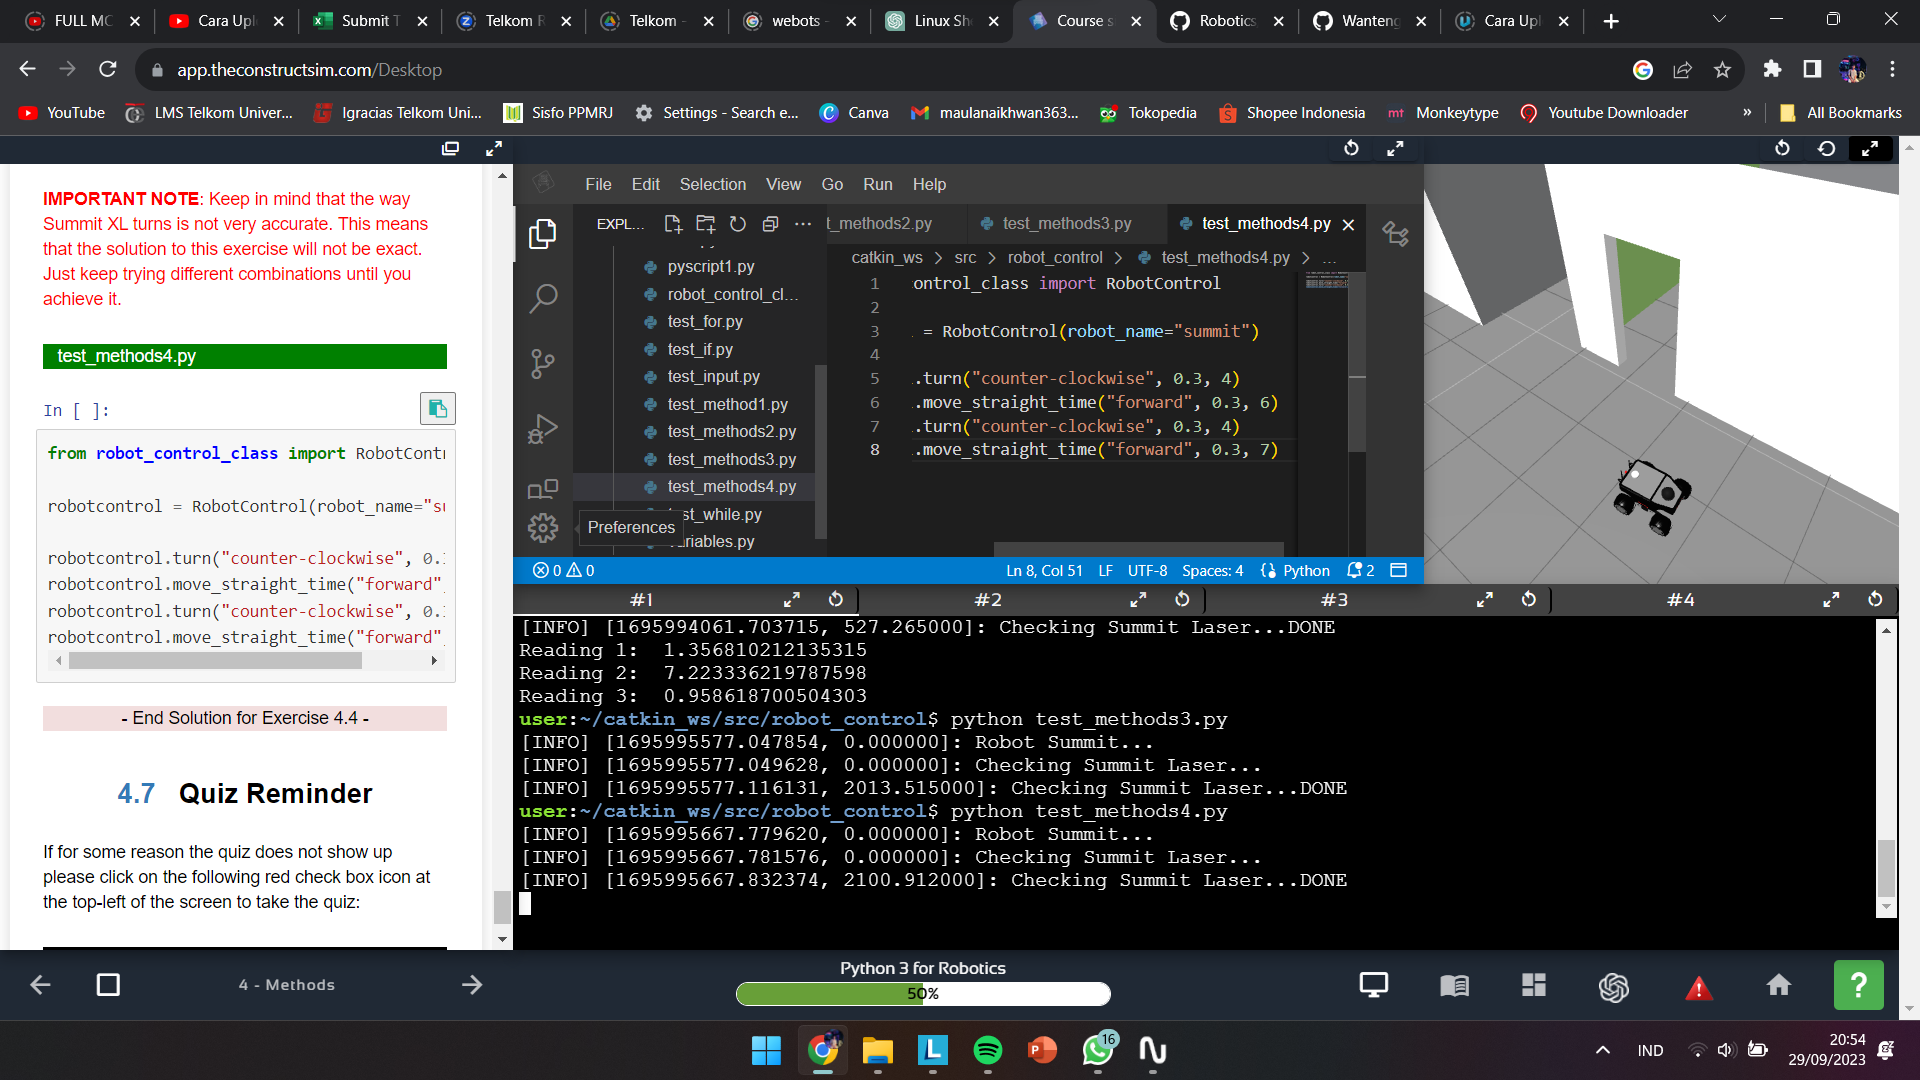 FULL MC
Cara Upl
Submit T
Telkom R
Telkom -
webots -
Linux She
Course s
Robotics
Wanteng
Cara Upl
app.theconstructsim.com/Desktop
YouTube
LMS Telkom Univer...
Igracias Telkom Uni...
Sisfo PPMRJ
Settings - Search e...
Canva
maulanaikhwan363...
Tokopedia
Shopee Indonesia
mt Monkeytype
Youtube Downloader
»
All Bookmarks
IMPORTANT NOTE: Keep in mind that the way
Summit XL turns is not very accurate. This means
that the solution to this exercise will not be exact.
Just keep trying different combinations until you
achieve it.
test_methods4.py
In [ ]:
from robot_control_class import RobotContr
robotcontrol = RobotControl(robot_name="su
robotcontrol.turn("counter-clockwise", 0.3
robotcontrol.move_straight_time("forward",
robotcontrol.turn("counter-clockwise", 0.3
robotcontrol.move_straight_time("forward",
- End Solution for Exercise 4.4 -
4.7 Quiz Reminder
If for some reason the quiz does not show up
please click on the following red check box icon at
the top-left of the screen to take the quiz:
File Edit Selection View Go Run Help
EXPL...
t_methods2.py
test_methods3.py
test_methods4.py
catkin_ws > src > robot_control > test_methods4.py > ...
pyscript1.py
robot_control_cl...
test_for.py
test_if.py
test_input.py
test_method1.py
test_methods2.py
test_methods3.py
test_methods4.py
st_while.py
variables.py
Preferences
1 ontrol_class import RobotControl
2
3 . = RobotControl(robot_name="summit")
4
5 .turn("counter-clockwise", 0.3, 4)
6 .move_straight_time("forward", 0.3, 6)
7 .turn("counter-clockwise", 0.3, 4)
8 .move_straight_time("forward", 0.3, 7)
0 0
Ln 8, Col 51 LF UTF-8 Spaces: 4 Python 2
#1
#2
#3
#4
[INFO] [1695994061.703715, 527.265000]: Checking Summit Laser...DONE
Reading 1: 1.356810212135315
Reading 2: 7.223336219787598
Reading 3: 0.958618700504303
user:~/catkin_ws/src/robot_control$ python test_methods3.py
[INFO] [1695995577.047854, 0.000000]: Robot Summit...
[INFO] [1695995577.049628, 0.000000]: Checking Summit Laser...
[INFO] [1695995577.116131, 2013.515000]: Checking Summit Laser...DONE
user:~/catkin_ws/src/robot_control$ python test_methods4.py
[INFO] [1695995667.779620, 0.000000]: Robot Summit...
[INFO] [1695995667.781576, 0.000000]: Checking Summit Laser...
[INFO] [1695995667.832374, 2100.912000]: Checking Summit Laser...DONE
4 - Methods
Python 3 for Robotics
50%
?
16
IND
20:54
29/09/2023